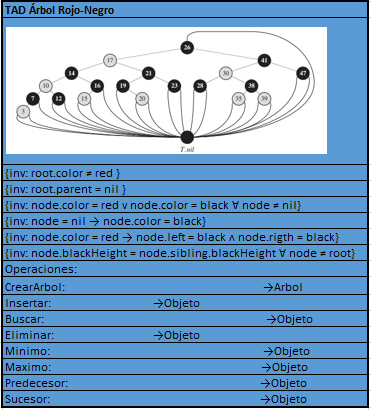 TAD Árbol Rojo-Negro
26
17 41
14 21 30 47
10 16 19 23 28 38
7 12 15 20 35 39
3
T.nil
{inv: root.color ≠ red }
{inv: root.parent = nil }
{inv: node.color = red v node.color = black ∀ node ≠ nil}
{inv: node = nil → node.color = black}
{inv: node.color = red → node.left = black ∧ node.rigth = black}
{inv: node.blackHeight = node.sibling.blackHeight ∀ node ≠ root}
Operaciones:
CrearArbol: →Arbol
Insertar: →Objeto
Buscar: →Objeto
Eliminar: →Objeto
Minimo: →Objeto
Maximo: →Objeto
Predecesor: →Objeto
Sucesor: →Objeto